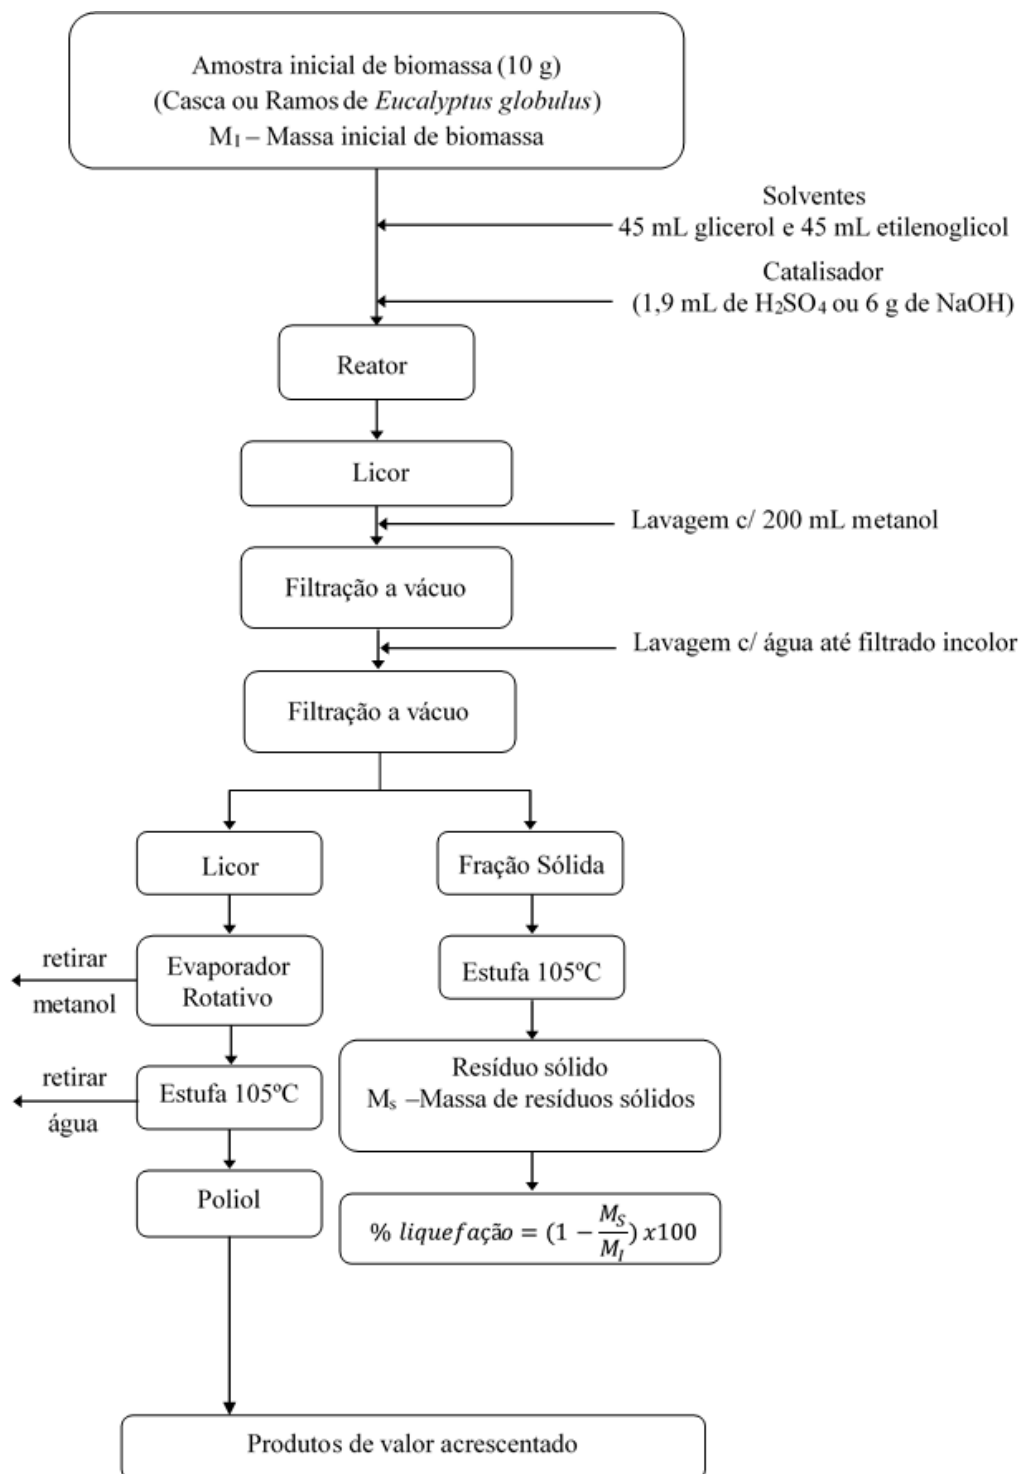 Amostra inicial de biomassa (10 g)
(Casca ou Ramos de Eucalyptus globulus)
M_I – Massa inicial de biomassa
Solventes
45 mL glicerol e 45 mL etilenoglicol
Catalisador
(1,9 mL de H₂SO₄ ou 6 g de NaOH)
Reator
Licor
Lavagem c/ 200 mL metanol
Filtração a vácuo
Lavagem c/ água até filtrado incolor
Filtração a vácuo
Licor
Fração Sólida
retirar
metanol
Evaporador
Rotativo
Estufa 105ºC
retirar
água
Estufa 105ºC
Resíduo sólido
Mₛ –Massa de resíduos sólidos
Poliol
% liquefação = (1 − M_S/M_I) x100
Produtos de valor acrescentado